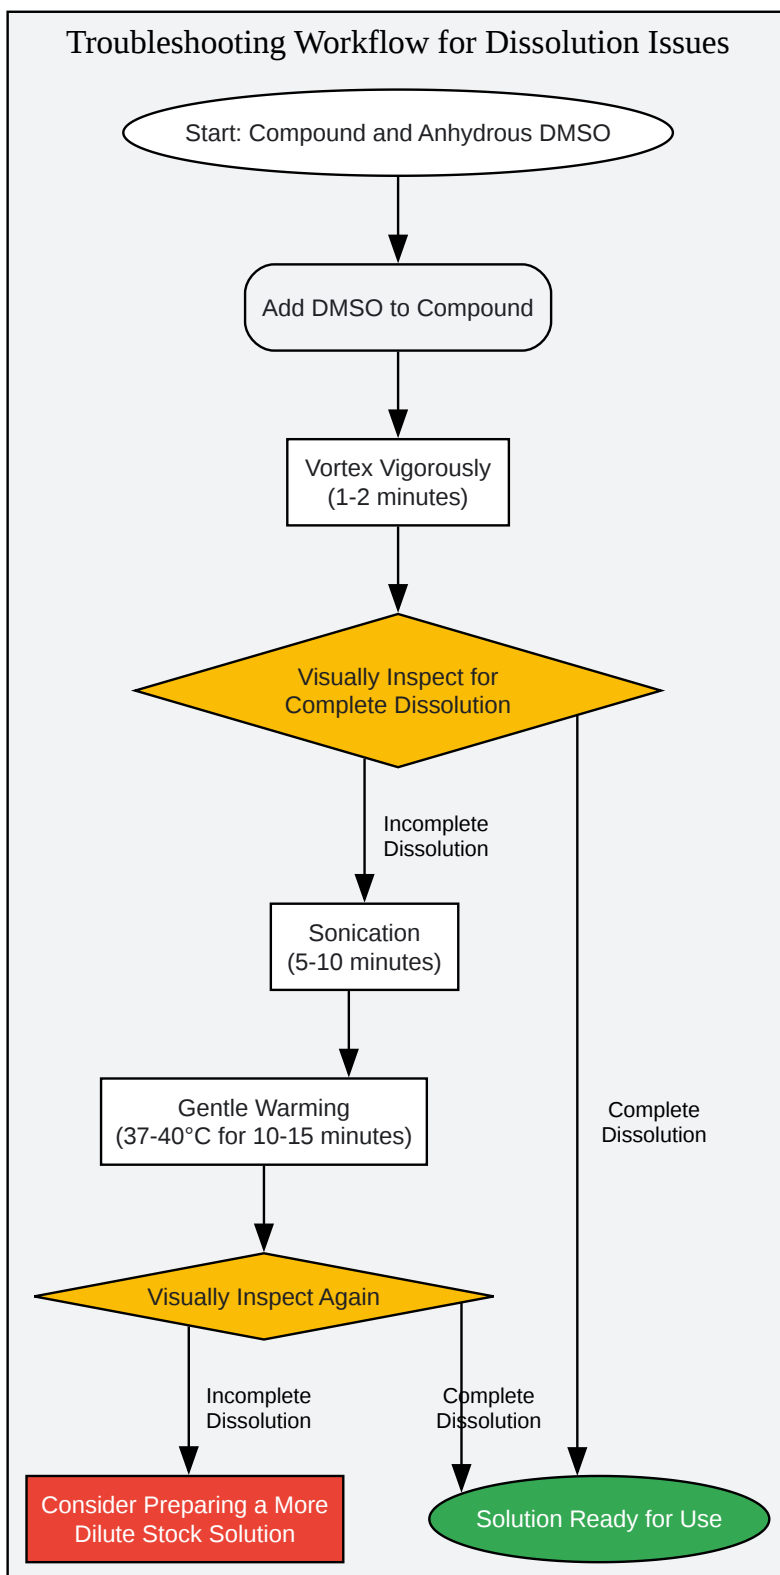 Troubleshooting Workflow for Dissolution Issues
Start: Compound and Anhydrous DMSO
Add DMSO to Compound
Vortex Vigorously
(1-2 minutes)
Visually Inspect for
Complete Dissolution
Incomplete
Dissolution
Sonication
(5-10 minutes)
Gentle Warming
(37-40°C for 10-15 minutes)
Complete
Dissolution
Visually Inspect Again
Incomplete
Dissolution
Complete
Dissolution
Consider Preparing a More
Dilute Stock Solution
Solution Ready for Use